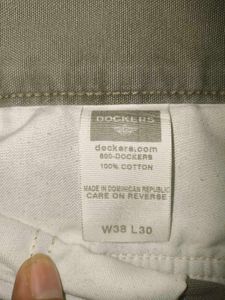 DOCKERS
dockers.com
800-DOCKERS
100% COTTON
MADE IN DOMINICAN REPUBLIC
CARE ON REVERSE
W38 L30